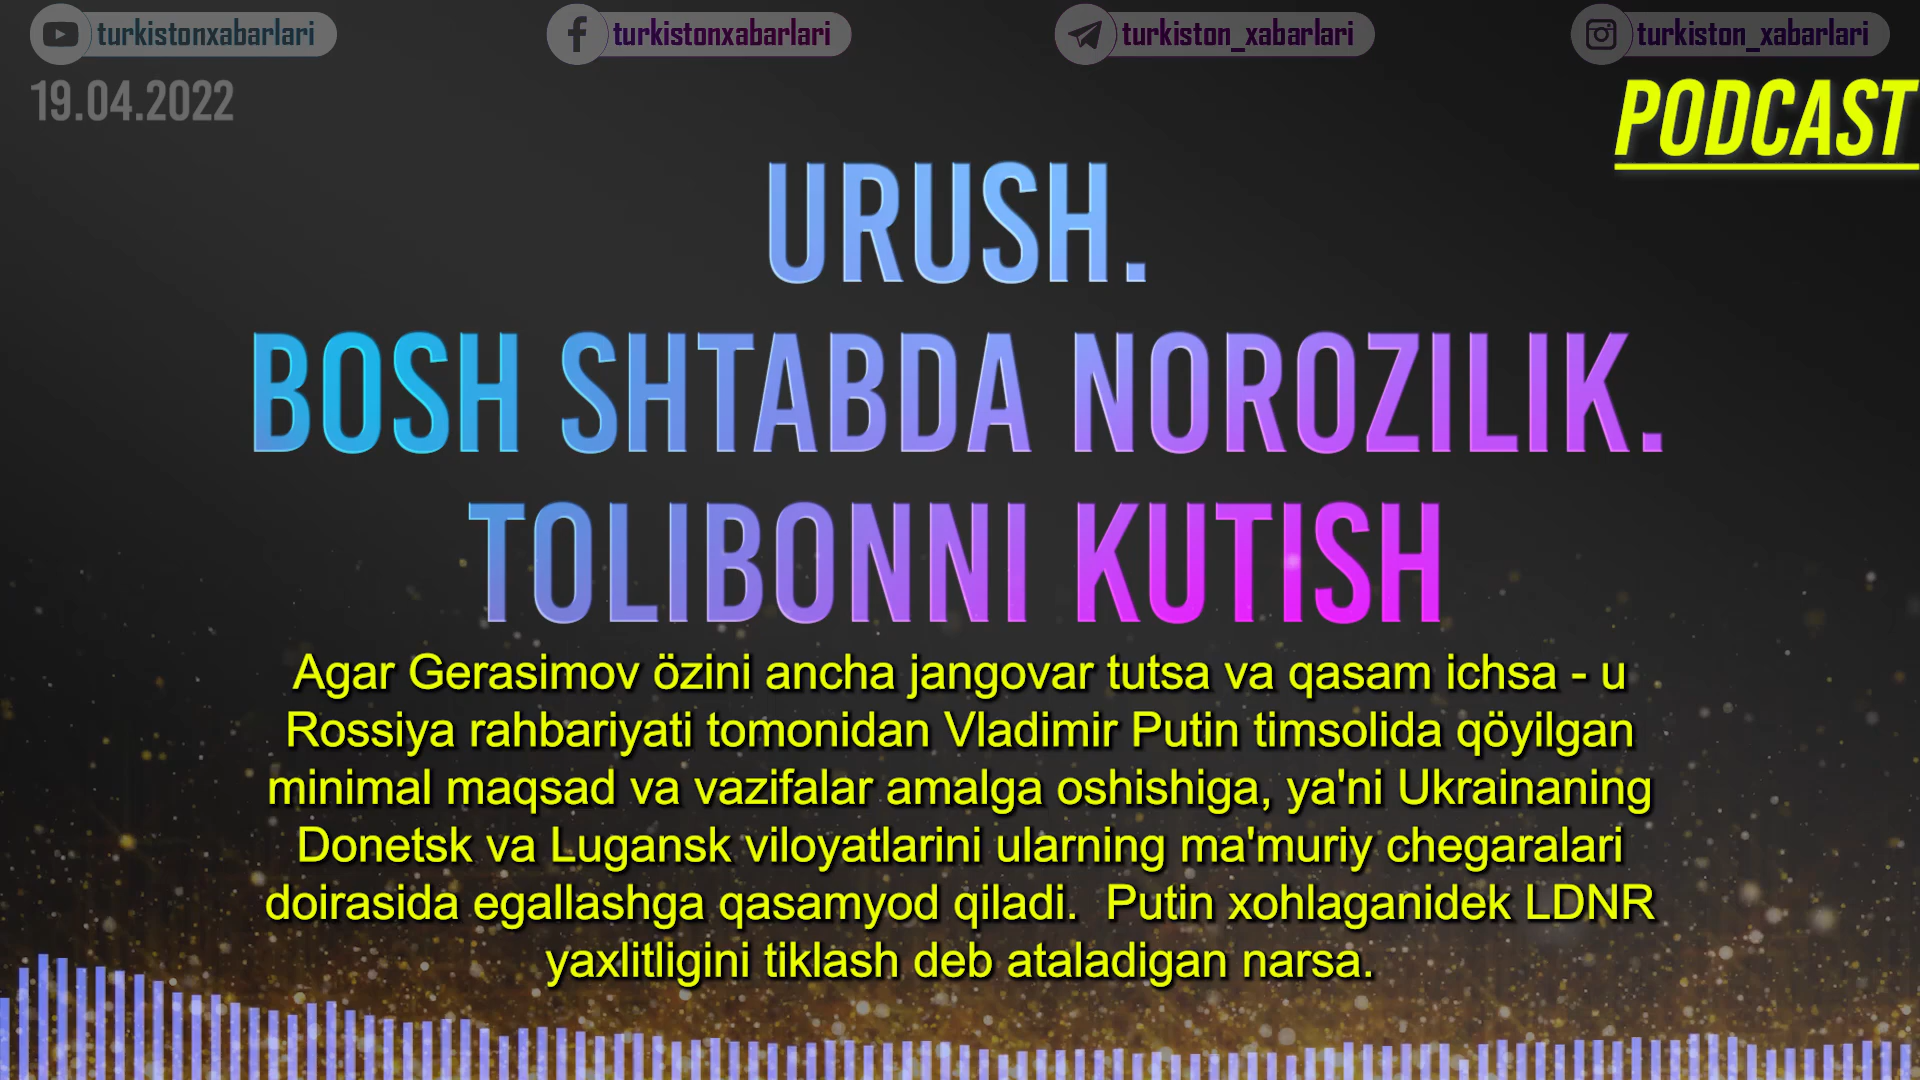 turkistonxabarlari
turkistonxabarlari
turkiston_xabarlari
turkiston_xabarlari
19.04.2022
PODCAST
URUSH.
BOSH SHTABDA NOROZILIK.
TOLIBONNI KUTISH
Agar Gerasimov özini ancha jangovar tutsa va qasam ichsa - u
Rossiya rahbariyati tomonidan Vladimir Putin timsolida qöyilgan
minimal maqsad va vazifalar amalga oshishiga, ya'ni Ukrainaning
Donetsk va Lugansk viloyatlarini ularning ma'muriy chegaralari
doirasida egallashga qasamyod qiladi.  Putin xohlaganidek LDNR
yaxlitligini tiklash deb ataladigan narsa.